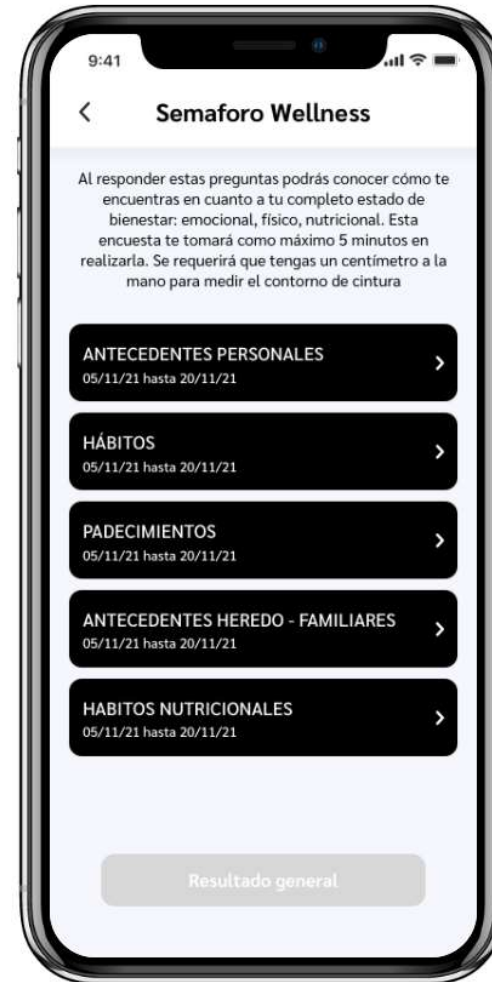 9:41
Semaforo Wellness
Al responder estas preguntas podrás conocer cómo te
encuentras en cuanto a tu completo estado de
bienestar: emocional, físico, nutricional. Esta
encuesta te tomará como máximo 5 minutos en
realizarla. Se requerirá que tengas un centímetro a la
mano para medir el contorno de cintura
ANTECEDENTES PERSONALES
05/11/21 hasta 20/11/21
HÁBITOS
05/11/21 hasta 20/11/21
PADECIMIENTOS
05/11/21 hasta 20/11/21
ANTECEDENTES HEREDO - FAMILIARES
05/11/21 hasta 20/11/21
HABITOS NUTRICIONALES
05/11/21 hasta 20/11/21
Resultado general